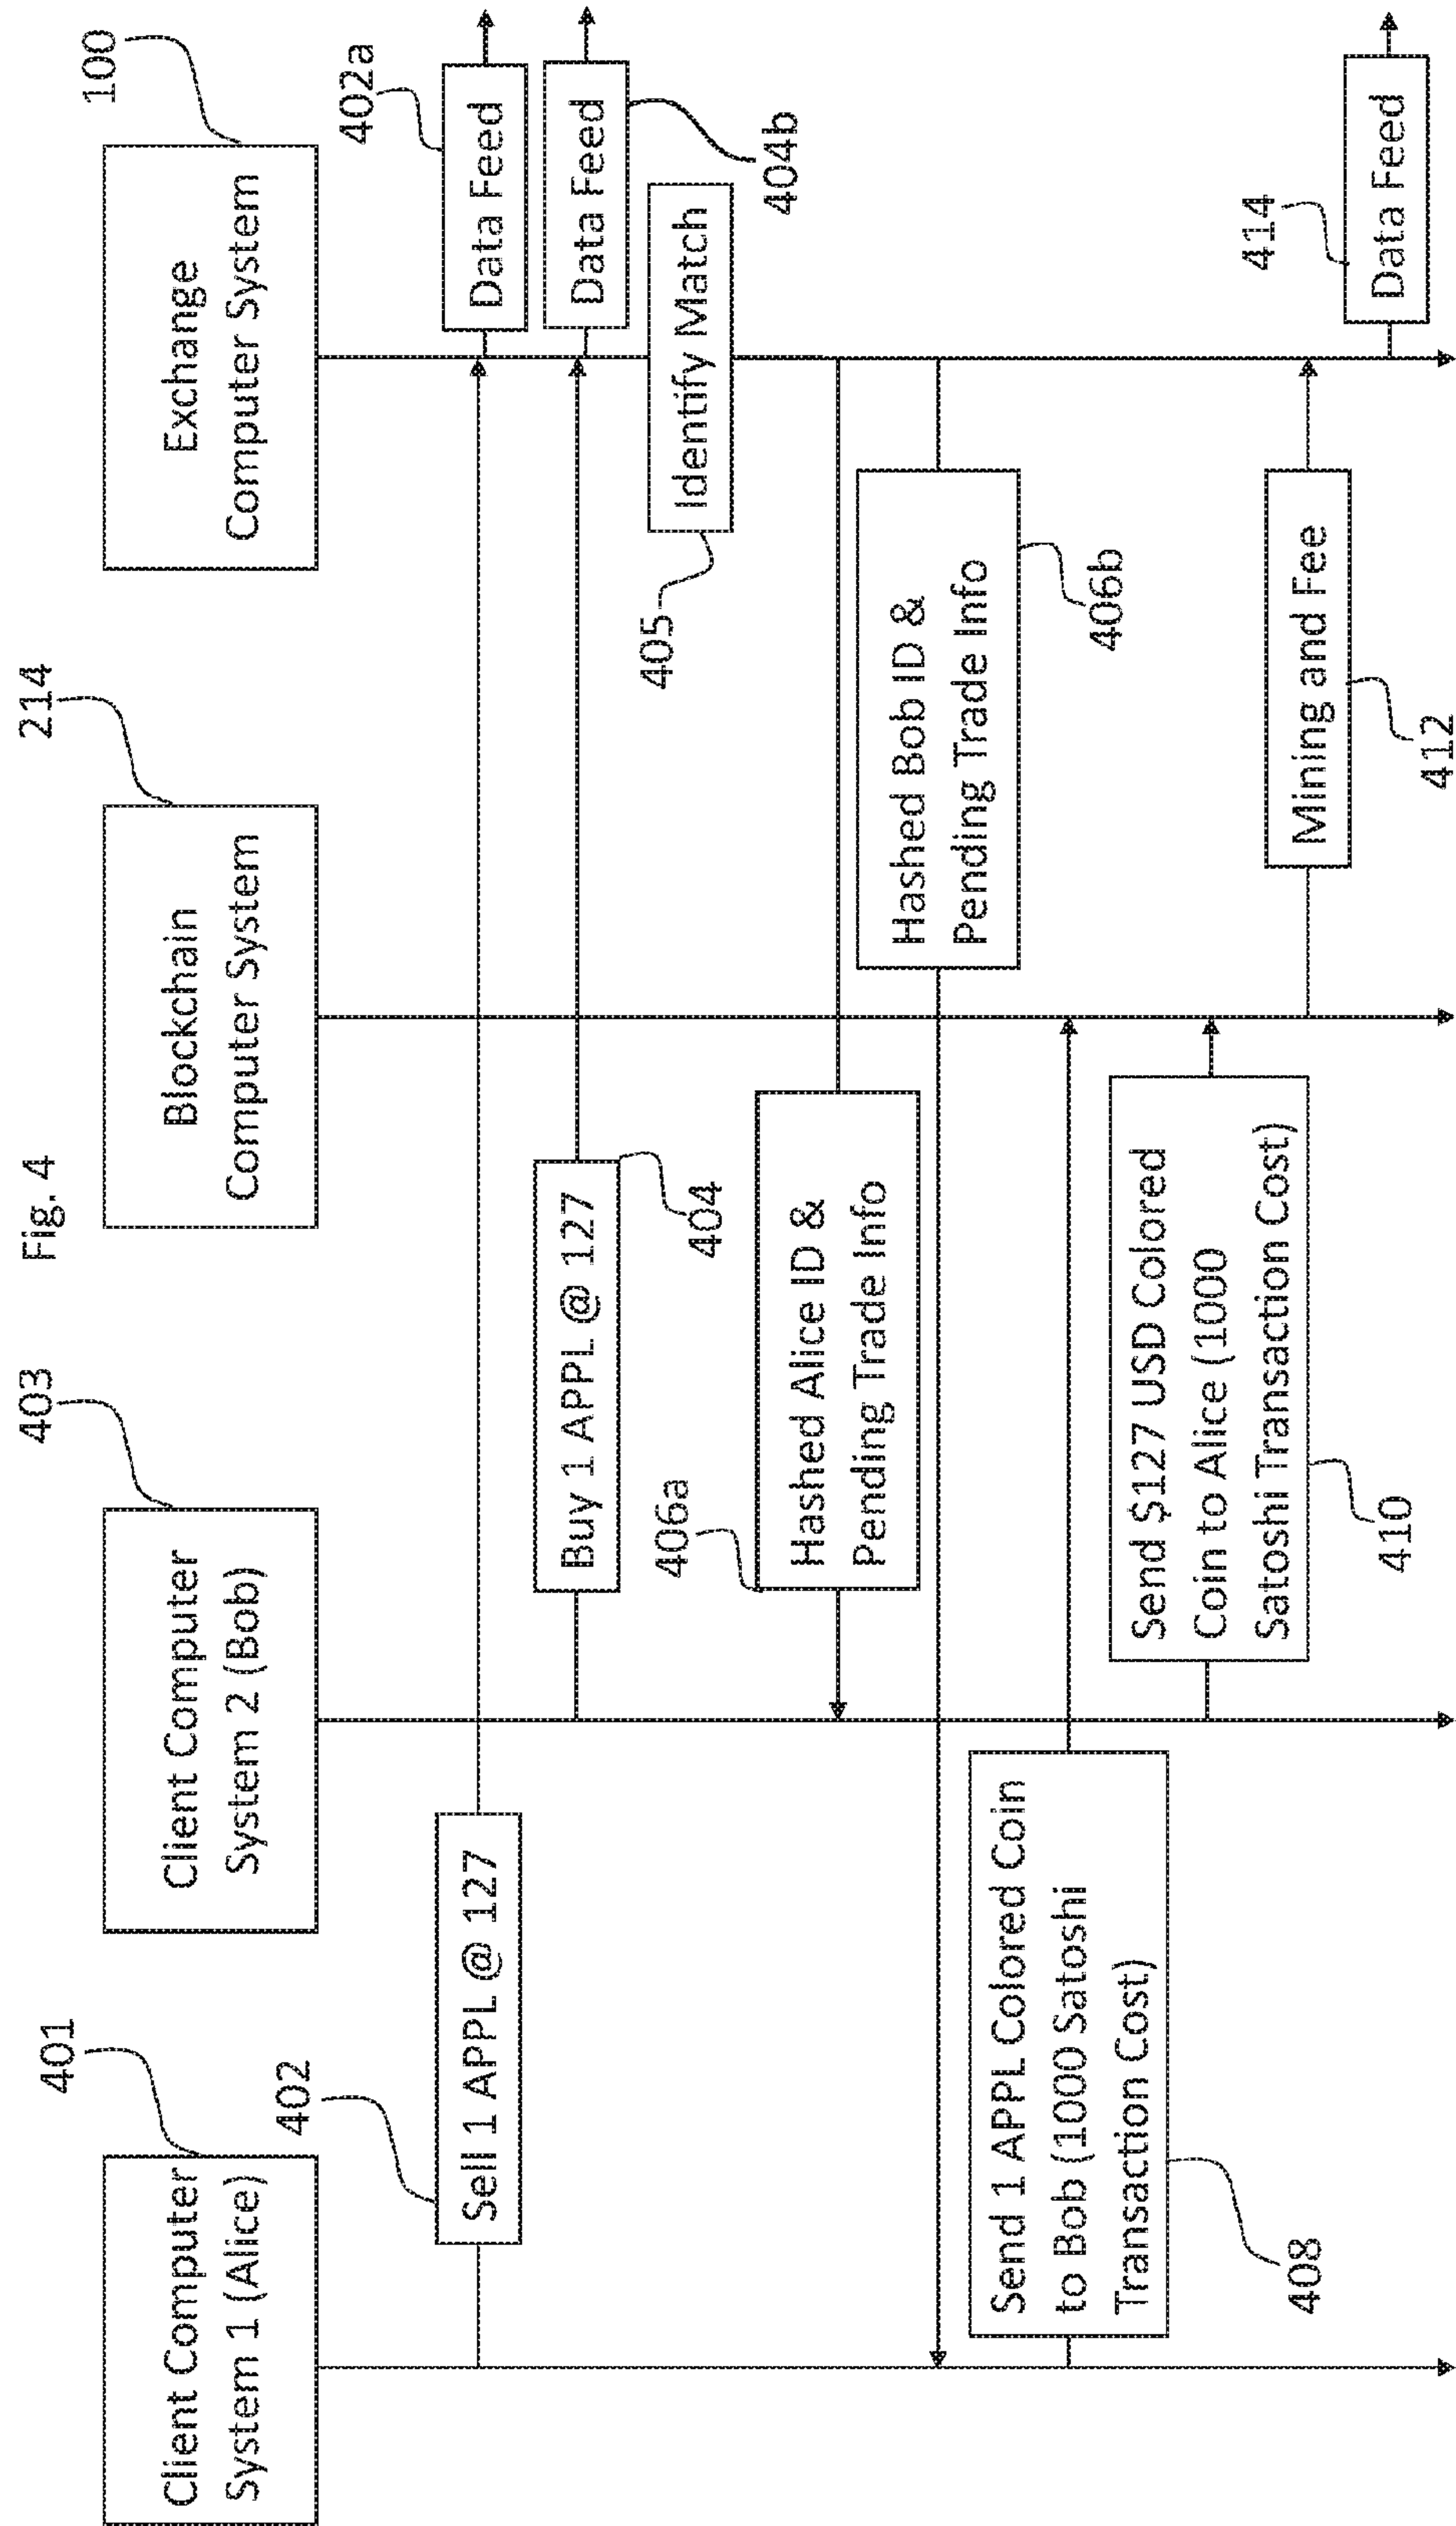 Fig. 4
401
403
214
100
Client Computer
System 1 (Alice)
Client Computer
System 2 (Bob)
Blockchain
Computer System
Exchange
Computer System
402
Sell 1 APPL @ 127
402a
Data Feed
Buy 1 APPL @ 127
404
Data Feed
404b
405
Identify Match
406a
Hashed Alice ID &
Pending Trade Info
Hashed Bob ID &
Pending Trade Info
406b
Send 1 APPL Colored Coin
to Bob (1000 Satoshi
Transaction Cost)
408
Send $127 USD Colored
Coin to Alice (1000
Satoshi Transaction Cost)
410
Mining and Fee
412
414
Data Feed